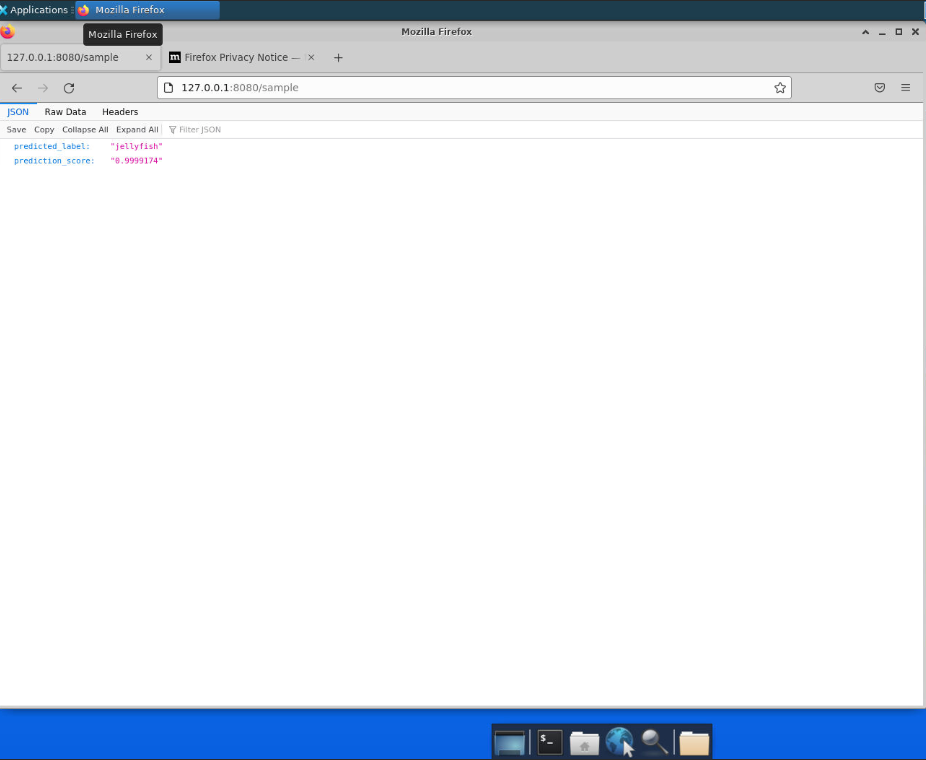 Applications
Mozilla Firefox
Mozilla Firefox
Mozilla Firefox
127.0.0.1:8080/sample
m Firefox Privacy Notice —
127.0.0.1:8080/sample
JSON Raw Data Headers
Save Copy Collapse All Expand All Filter JSON
predicted_label: "jellyfish"
prediction_score: "0.9999174"
$_